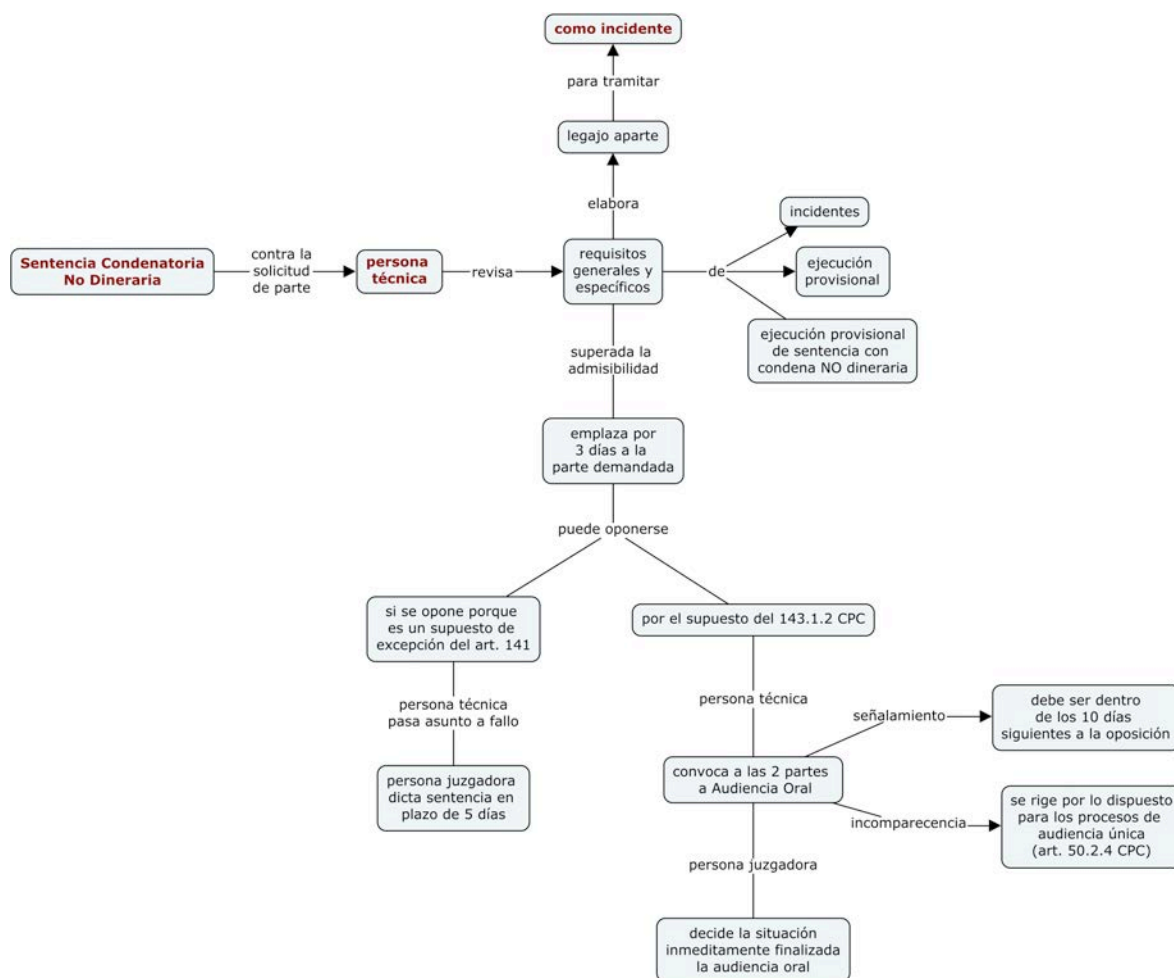 como incidente
para tramitar
legajo aparte
elabora
incidentes
Sentencia Condenatoria
No Dineraria
contra la
solicitud
de parte
persona
técnica
revisa
requisitos
generales y
específicos
de
ejecución
provisional
ejecución provisional
de sentencia con
condena NO dineraria
superada la
admisibilidad
emplaza por
3 días a la
parte demandada
puede oponerse
si se opone porque
es un supuesto de
excepción del art. 141
por el supuesto del 143.1.2 CPC
persona técnica
pasa asunto a fallo
persona técnica
señalamiento
debe ser dentro
de los 10 días
siguientes a la oposición
persona juzgadora
dicta sentencia en
plazo de 5 días
convoca a las 2 partes
a Audiencia Oral
incomparecencia
se rige por lo dispuesto
para los procesos de
audiencia única
(art. 50.2.4 CPC)
persona juzgadora
decide la situación
inmeditamente finalizada
la audiencia oral